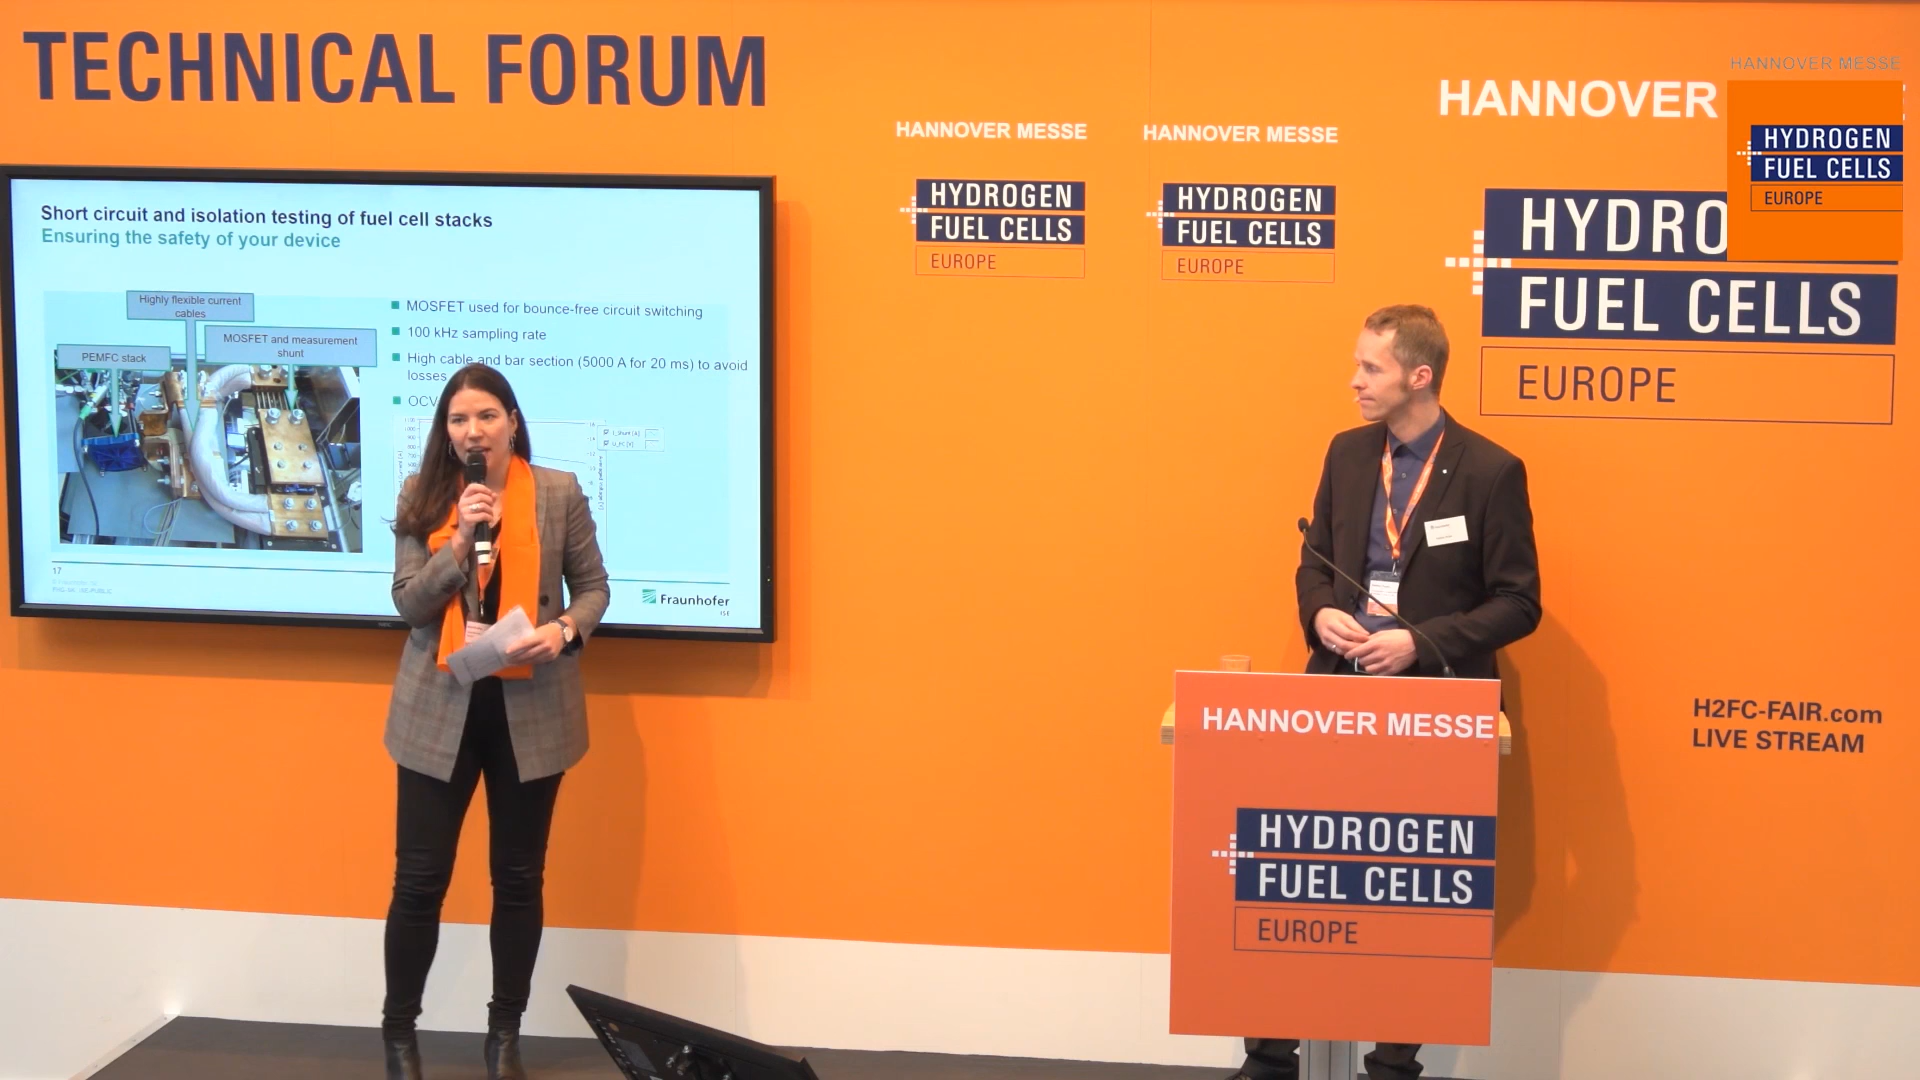 TECHNICAL FORUM
Short circuit and isolation testing of fuel cell stacks
Ensuring the safety of your device
Highly flexible current
cables
MOSFET and measurement
shunt
PEMFC stack
MOSFET used for bounce-free circuit switching
100 kHz sampling rate
High cable and bar section (5000 A for 20 ms) to avoid
losses
OCV
17
Fraunhofer
ISE
HANNOVER MESSE
HYDROGEN
FUEL CELLS
EUROPE
HANNOVER MESSE
HYDROGEN
FUEL CELLS
EUROPE
HANNOVER
HYDRO
FUEL CELLS
EUROPE
HANNOVER MESSE
HYDROGEN
FUEL CELLS
EUROPE
H2FC-FAIR.com
LIVE STREAM
HANNOVER MESSE
HYDROGEN
FUEL CELLS
EUROPE